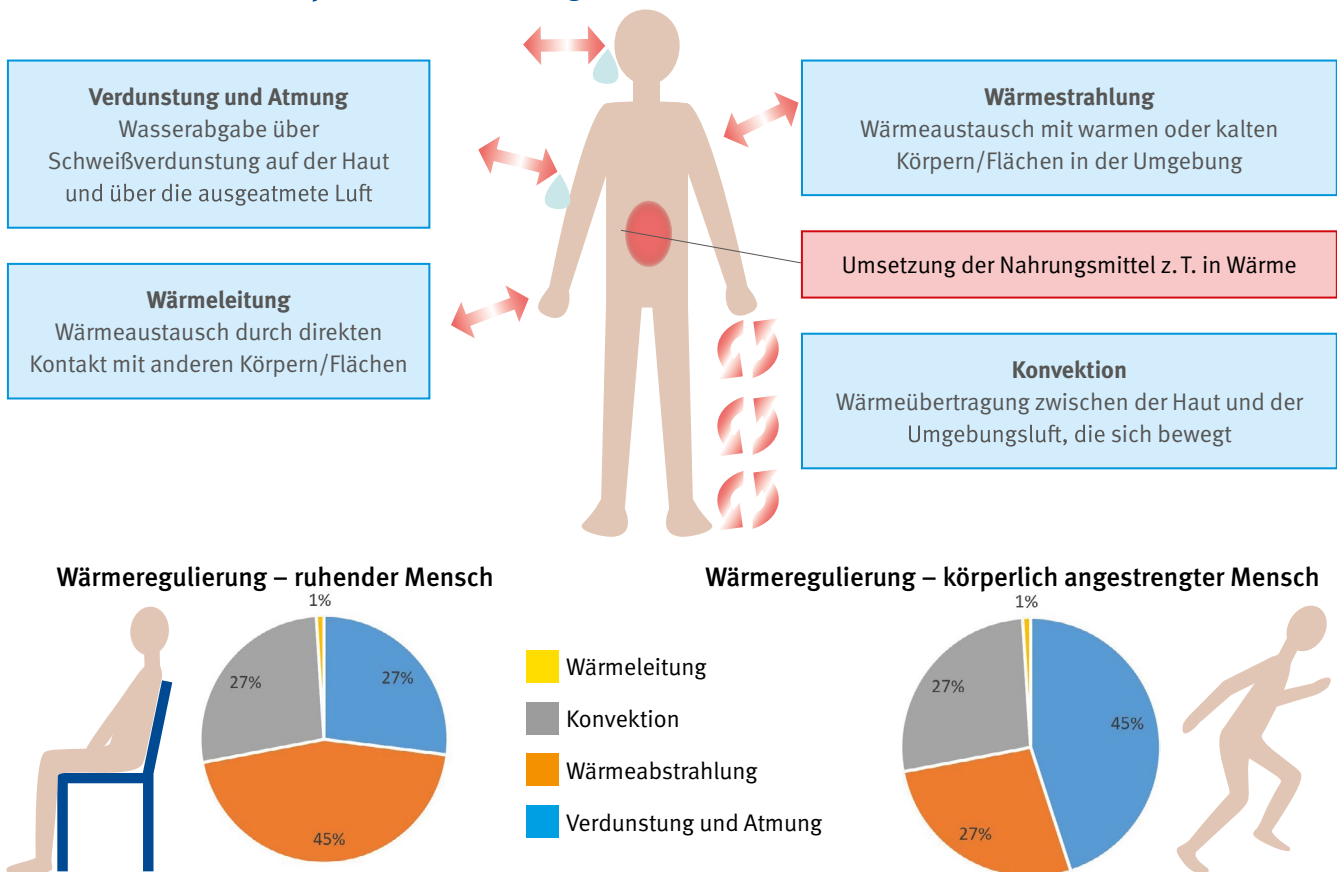 Verdunstung und Atmung
Wasserabgabe über
Schweißverdunstung auf der Haut
und über die ausgeatmete Luft
Wärmeleitung
Wärmeaustausch durch direkten
Kontakt mit anderen Körpern/Flächen
Wärmestrahlung
Wärmeaustausch mit warmen oder kalten
Körpern/Flächen in der Umgebung
Umsetzung der Nahrungsmittel z. T. in Wärme
Konvektion
Wärmeübertragung zwischen der Haut und der
Umgebungsluft, die sich bewegt
Wärmeregulierung – ruhender Mensch
1%
27%
27%
45%
Wärmeleitung
Konvektion
Wärmeabstrahlung
Verdunstung und Atmung
Wärmeregulierung – körperlich angestrengter Mensch
1%
27%
45%
27%